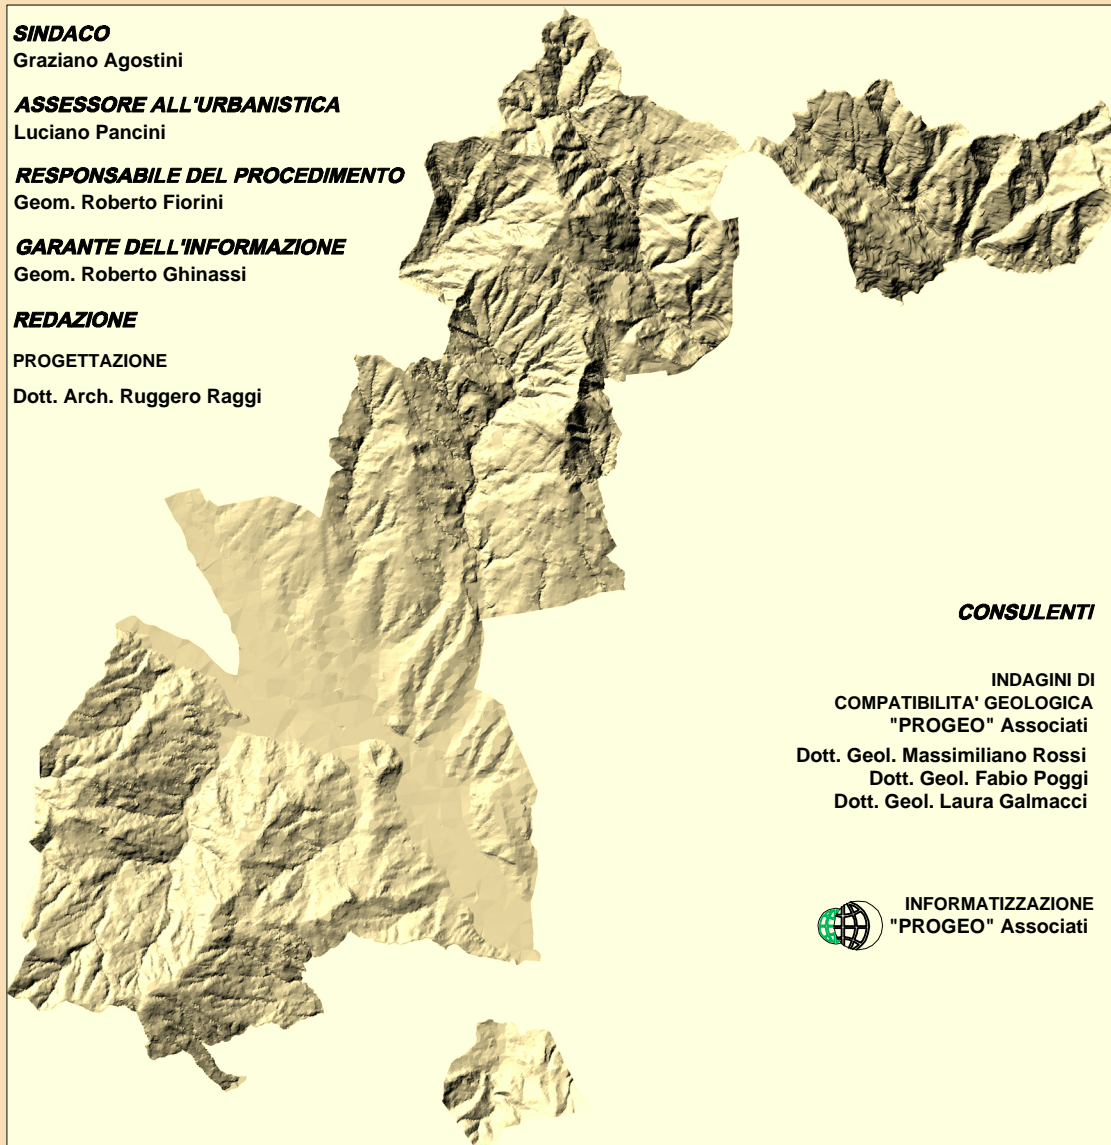 SINDACO
Graziano Agostini
ASSESSORE ALL'URBANISTICA
Luciano Pancini
RESPONSABILE DEL PROCEDIMENTO
Geom. Roberto Fiorini
GARANTE DELL'INFORMAZIONE
Geom. Roberto Ghinassi
REDAZIONE
PROGETTAZIONE
Dott. Arch. Ruggero Raggi
CONSULENTI
INDAGINI DI
COMPATIBILITA' GEOLOGICA
"PROGEO" Associati
Dott. Geol. Massimiliano Rossi
Dott. Geol. Fabio Poggi
Dott. Geol. Laura Galmacci
INFORMATIZZAZIONE
"PROGEO" Associati